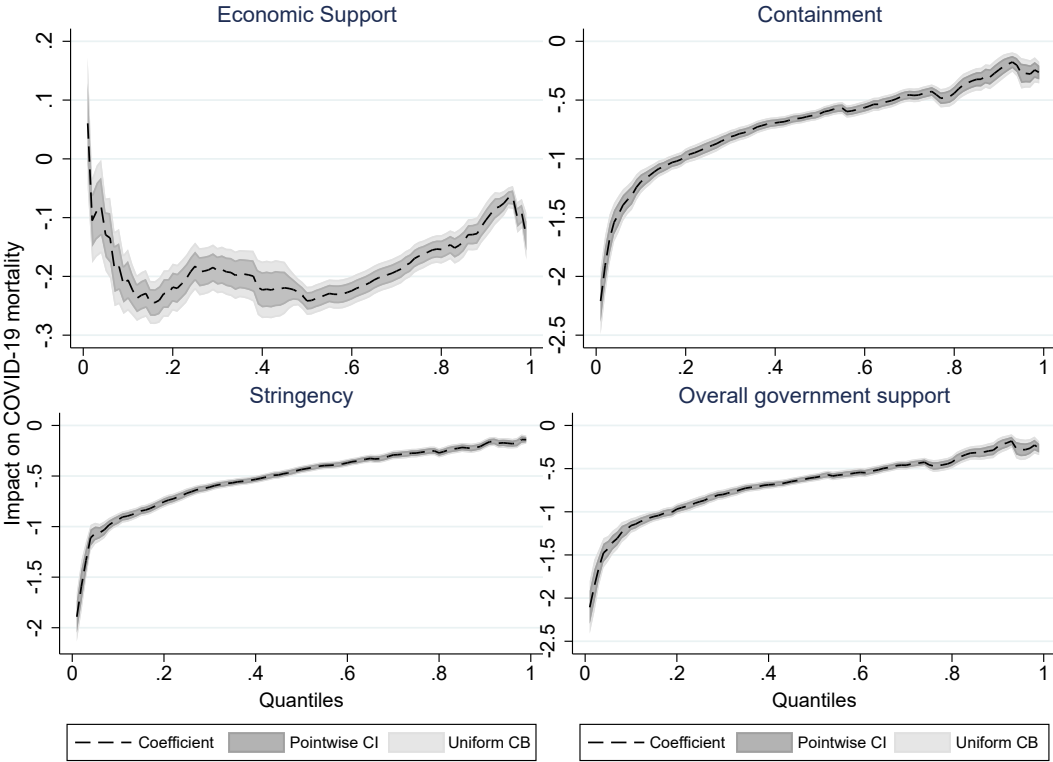 Economic Support
Containment
.2
.1
0
-.1
-.2
-.3
0 .2 .4 .6 .8 1
0
-.5
-1
-1.5
-2
-2.5
0 .2 .4 .6 .8 1
Impact on COVID-19 mortality
Stringency
Overall government support
0
-.5
-1
-1.5
-2
0 .2 .4 .6 .8 1
Quantiles
0
-.5
-1
-1.5
-2
-2.5
0 .2 .4 .6 .8 1
Quantiles
Coefficient Pointwise CI Uniform CB
Coefficient Pointwise CI Uniform CB